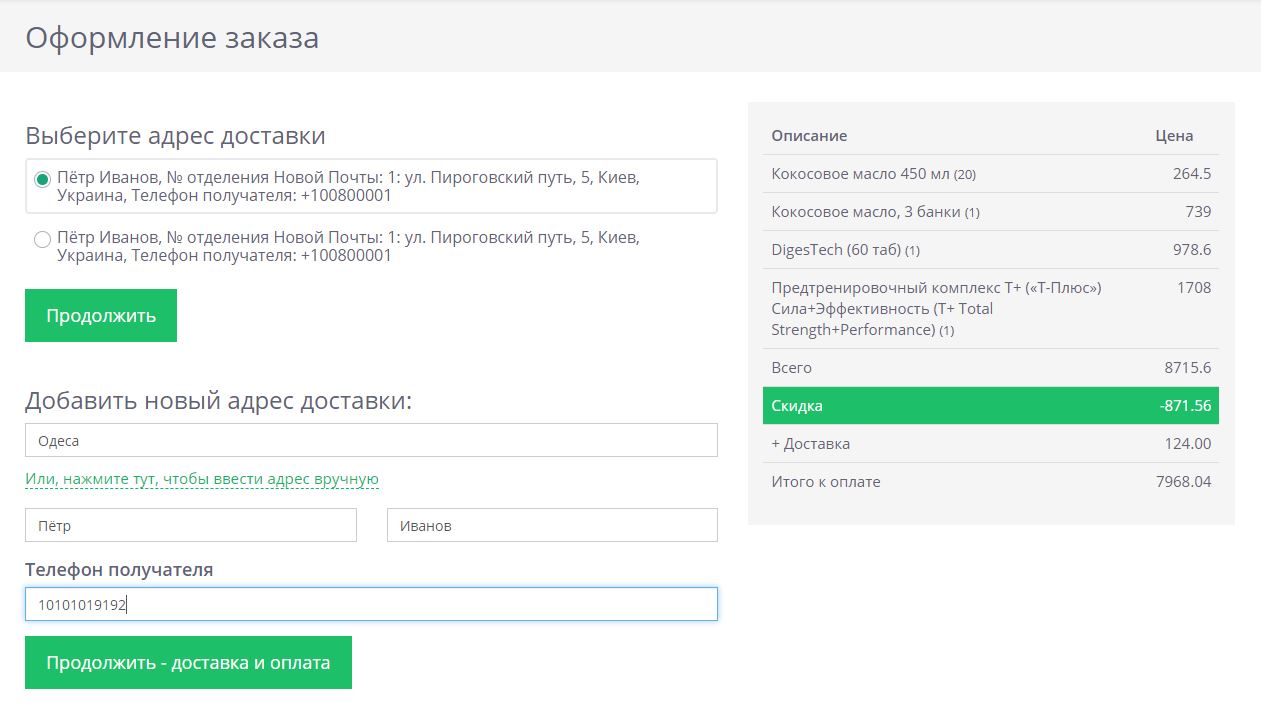 Оформление заказа
Выберите адрес доставки
Пётр Иванов, № отделения Новой Почты: 1: ул. Пироговский путь, 5, Киев,
Украина, Телефон получателя: +100800001
Пётр Иванов, № отделения Новой Почты: 1: ул. Пироговский путь, 5, Киев,
Украина, Телефон получателя: +100800001
Продолжить
Добавить новый адрес доставки:
Одеса
Или, нажмите тут, чтобы ввести адрес вручную
Пётр Иванов
Телефон получателя
10101019192
Продолжить - доставка и оплата
Описание Цена
Кокосовое масло 450 мл (20) 264.5
Кокосовое масло, 3 банки (1) 739
DigesTech (60 таб) (1) 978.6
Предтренировочный комплекс Т+ («Т-Плюс») 1708
Сила+Эффективность (T+ Total
Strength+Performance) (1)
Всего 8715.6
Скидка -871.56
+ Доставка 124.00
Итого к оплате 7968.04